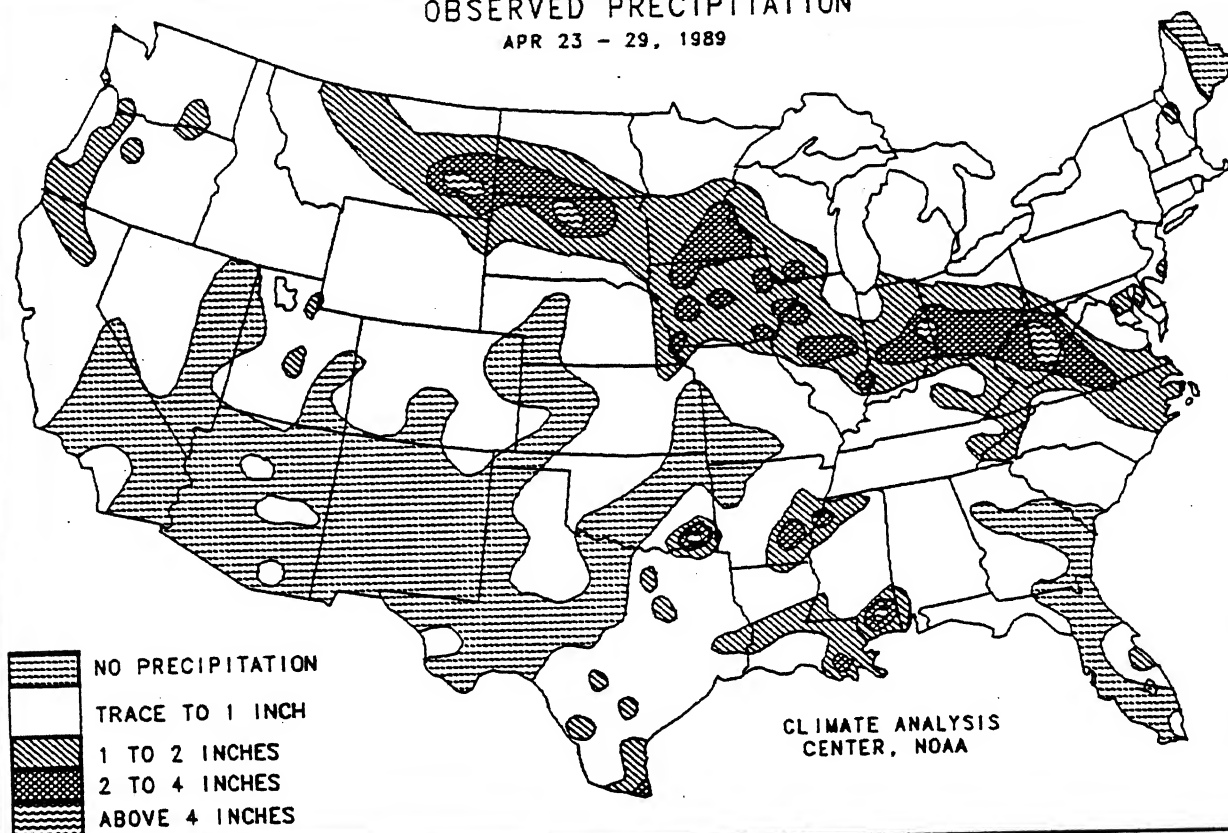 OBSERVED PRECIPITATION
APR 23 - 29, 1989
NO PRECIPITATION
TRACE TO 1 INCH
1 TO 2 INCHES
2 TO 4 INCHES
ABOVE 4 INCHES
CLIMATE ANALYSIS
CENTER, NOAA